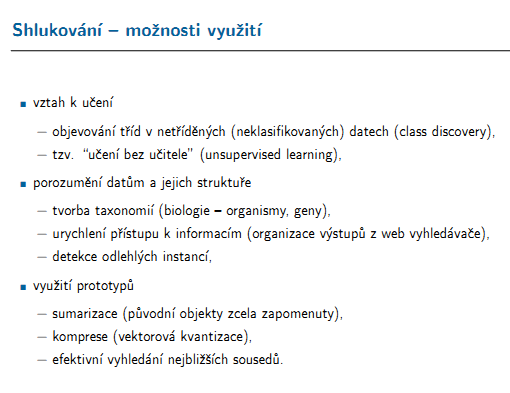 Shlukování – možnosti využití
vztah k učení
— objevování tříd v netříděných (neklasifikovaných) datech (class discovery),
— tzv. “učení bez učitele” (unsupervised learning),
porozumění datům a jejich struktuře
— tvorba taxonomií (biologie – organismy, geny),
— urychlení přístupu k informacím (organizace výstupů z web vyhledávače),
— detekce odlehlých instancí,
využití prototypů
— sumarizace (původní objekty zcela zapomenuty),
— komprese (vektorová kvantizace),
— efektivní vyhledání nejbližších sousedů.